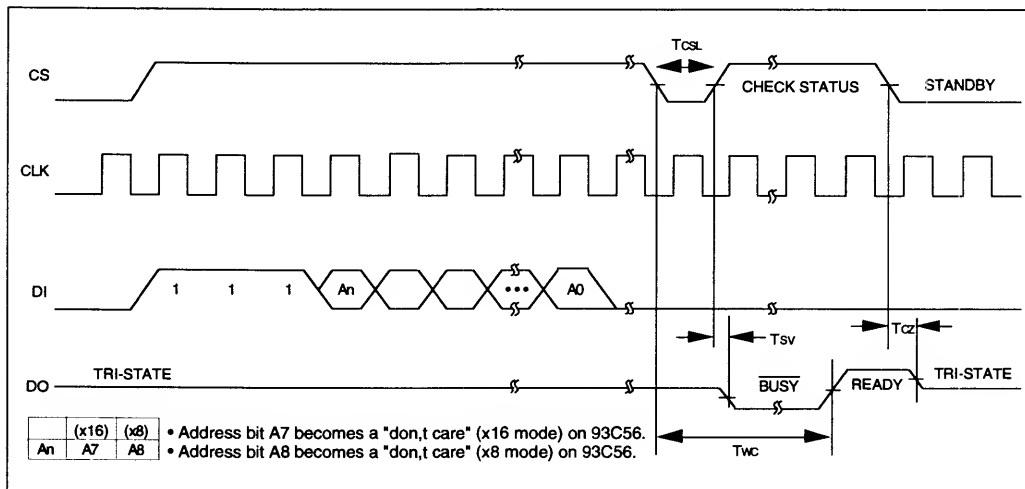 TCSL
CS
CHECK STATUS
STANDBY
CLK
DI
1 1 1 An ••• A0
TSV
TCZ
TRI-STATE
DO
BUSY
READY
TRI-STATE
TWC
(x16) (x8)
An A7 A8
• Address bit A7 becomes a "don,t care" (x16 mode) on 93C56.
• Address bit A8 becomes a "don,t care" (x8 mode) on 93C56.